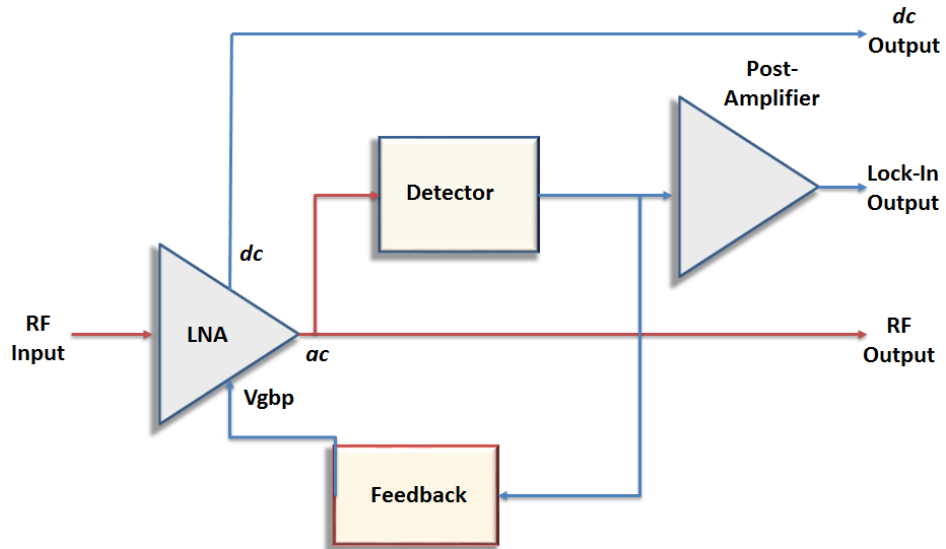 dc
Output
Post-
Amplifier
Detector
Lock-In
Output
dc
RF
Input
LNA
ac
RF
Output
Vgbp
Feedback